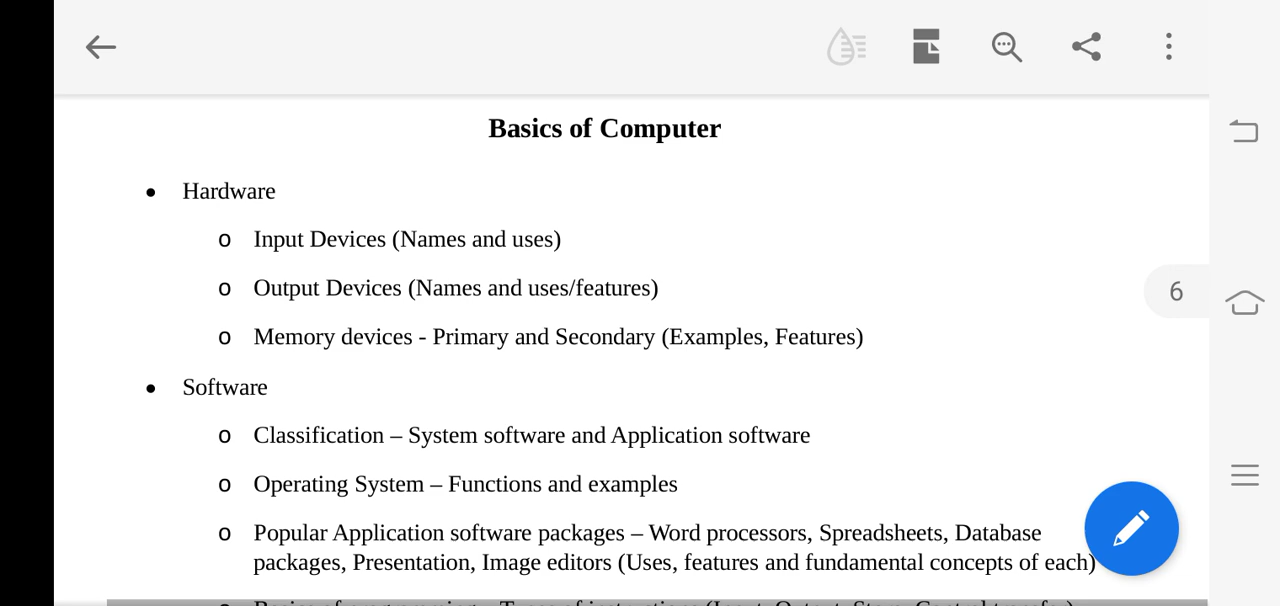 Basics of Computer
• Hardware
o Input Devices (Names and uses)
o Output Devices (Names and uses/features)
6
o Memory devices - Primary and Secondary (Examples, Features)
• Software
o Classification – System software and Application software
o Operating System – Functions and examples
o Popular Application software packages – Word processors, Spreadsheets, Database
packages, Presentation, Image editors (Uses, features and fundamental concepts of each)